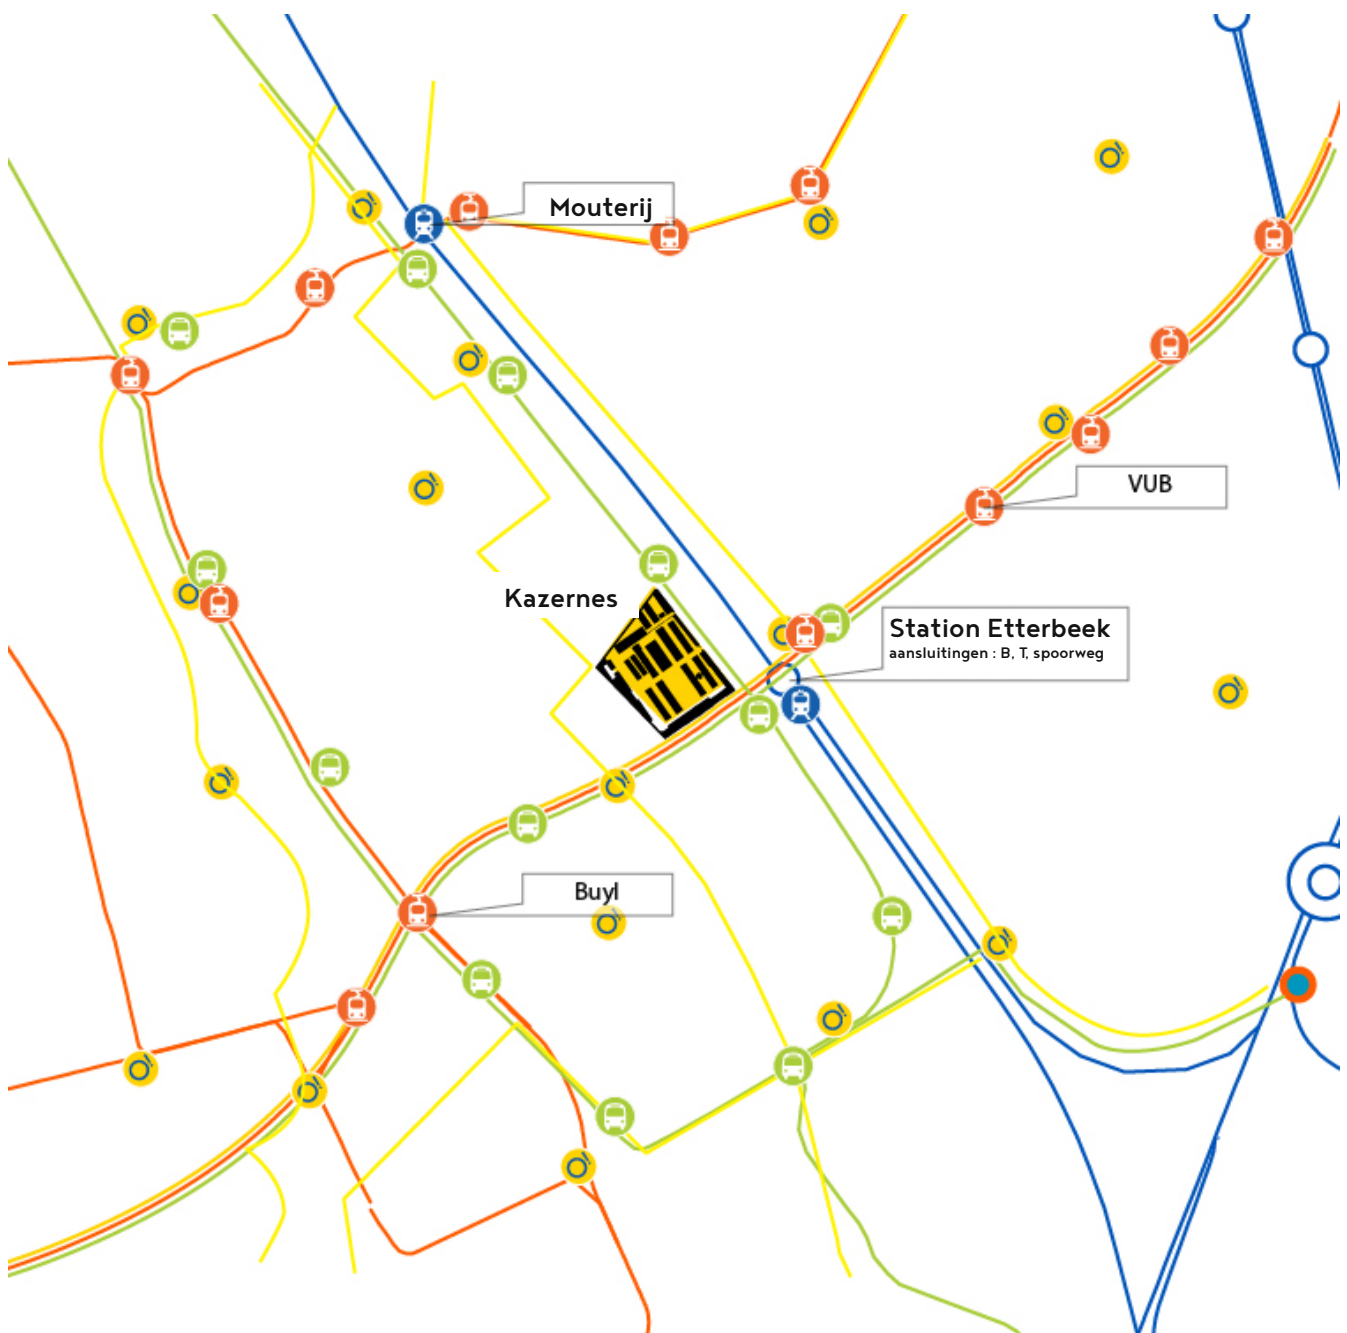 Mouterij
VUB
Kazernes
Station Etterbeek
aansluitingen : B, T, spoorweg
Buyl